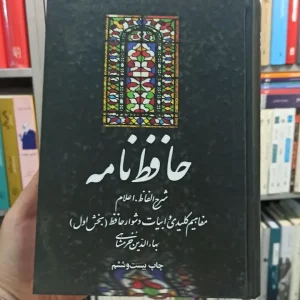 حافظ‌نامه
شرح الفاظ، اعلام
مفاهیم کلیدی و ابیات دشوار حافظ (بخش اول)
بهاءالدین خرمشاهی
چاپ بیست و ششم